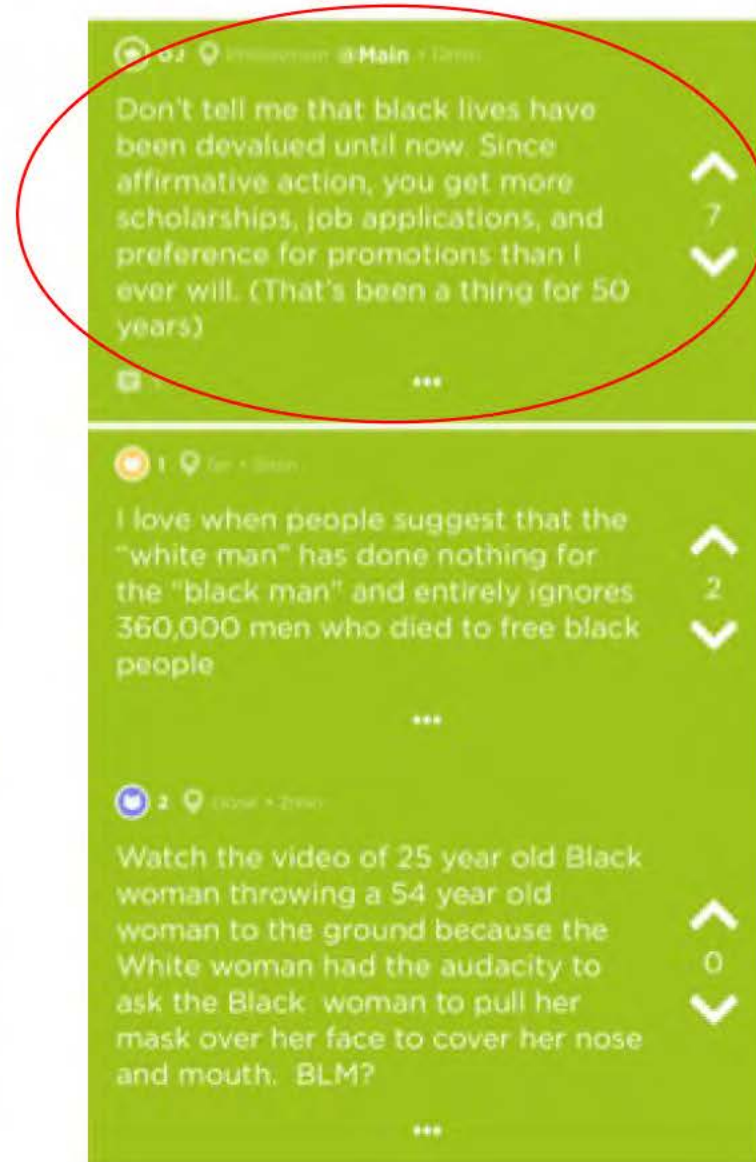 @Main
Don't tell me that black lives have
been devalued until now. Since
affirmative action, you get more
scholarships, job applications, and
preference for promotions than I
ever will. (That's been a thing for 50
years)
7
1
I love when people suggest that the
"white man" has done nothing for
the "black man" and entirely ignores
360,000 men who died to free black
people
2
2
Watch the video of 25 year old Black
woman throwing a 54 year old
woman to the ground because the
White woman had the audacity to
ask the Black woman to pull her
mask over her face to cover her nose
and mouth. BLM?
0